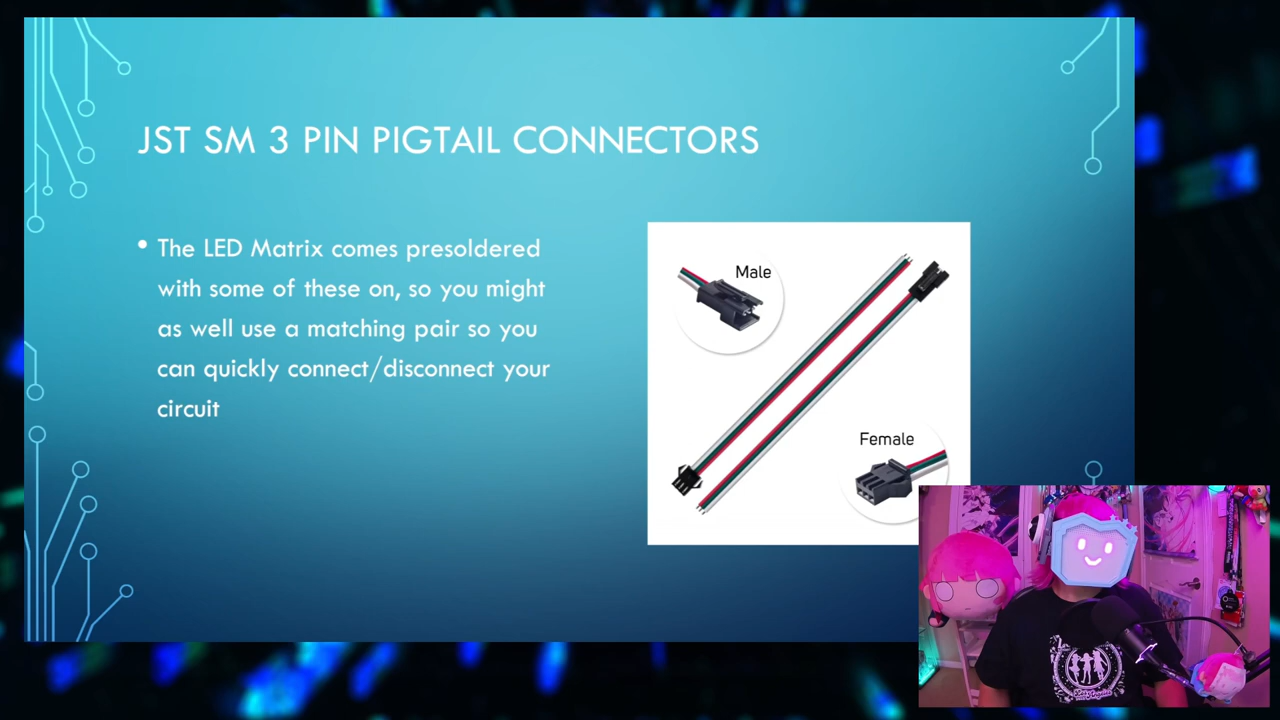 JST SM 3 PIN PIGTAIL CONNECTORS
• The LED Matrix comes presoldered
with some of these on, so you might
as well use a matching pair so you
can quickly connect/disconnect your
circuit
Male
Female